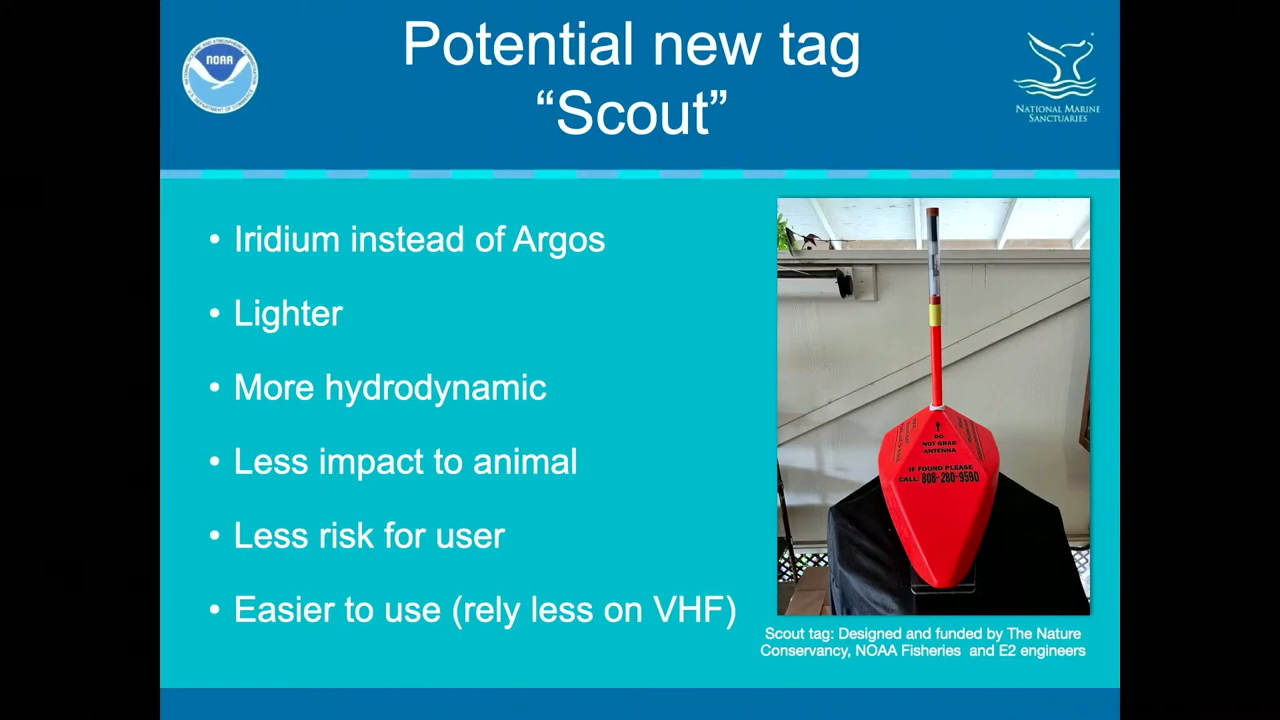 Potential new tag
“Scout”
NOAA
NATIONAL MARINE
SANCTUARIES
• Iridium instead of Argos
• Lighter
• More hydrodynamic
• Less impact to animal
• Less risk for user
• Easier to use (rely less on VHF)
DO
NOT GRAB
ANTENNA
IF FOUND PLEASE
CALL: 808-280-9590
Scout tag: Designed and funded by The Nature
Conservancy, NOAA Fisheries and E2 engineers